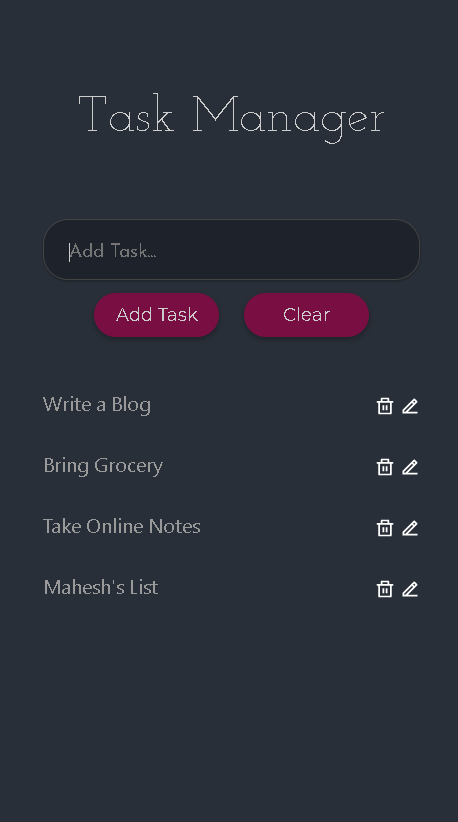 Task Manager
Add Task...
Add Task Clear
Write a Blog
Bring Grocery
Take Online Notes
Mahesh's List